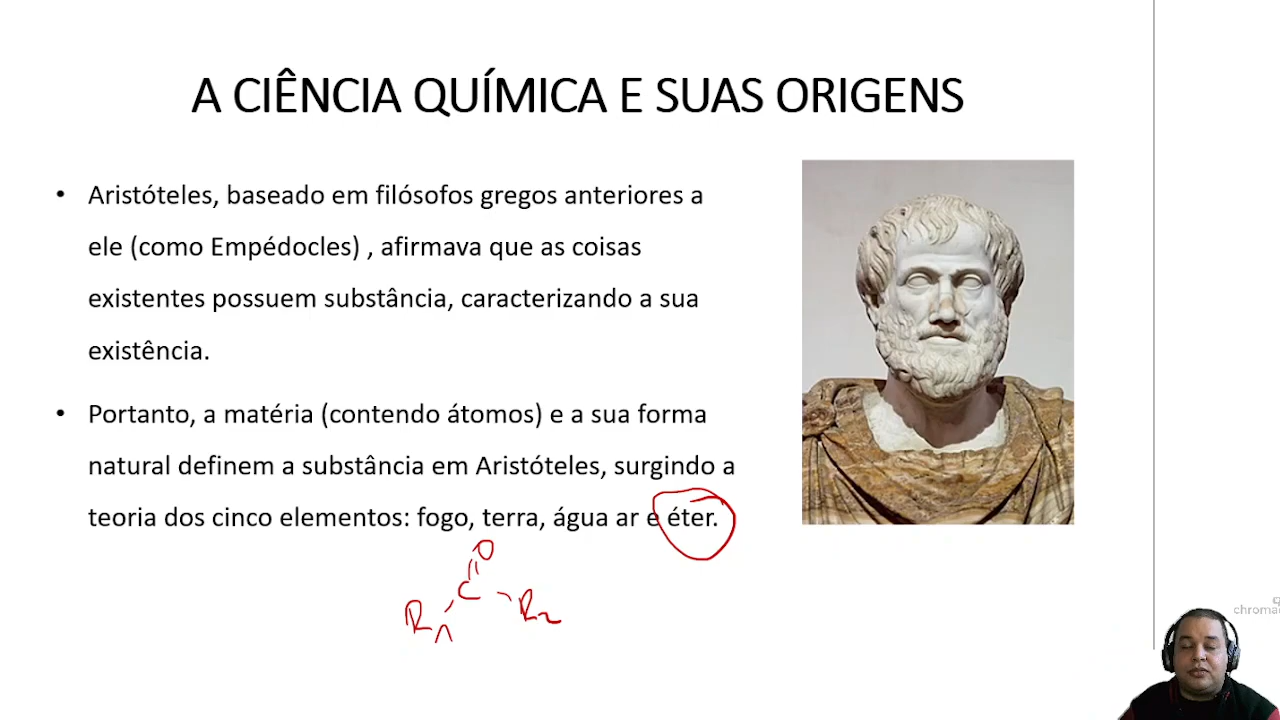 A CIÊNCIA QUÍMICA E SUAS ORIGENS
• Aristóteles, baseado em filósofos gregos anteriores a
ele (como Empédocles) , afirmava que as coisas
existentes possuem substância, caracterizando a sua
existência.
• Portanto, a matéria (contendo átomos) e a sua forma
natural definem a substância em Aristóteles, surgindo a
teoria dos cinco elementos: fogo, terra, água ar e éter.
O
C
R1 R2